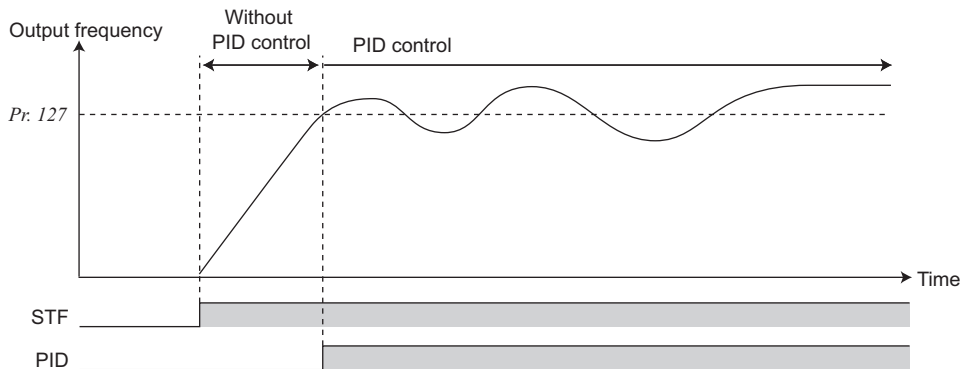 Output frequency
Without
PID control
PID control
Pr. 127
Time
STF
PID